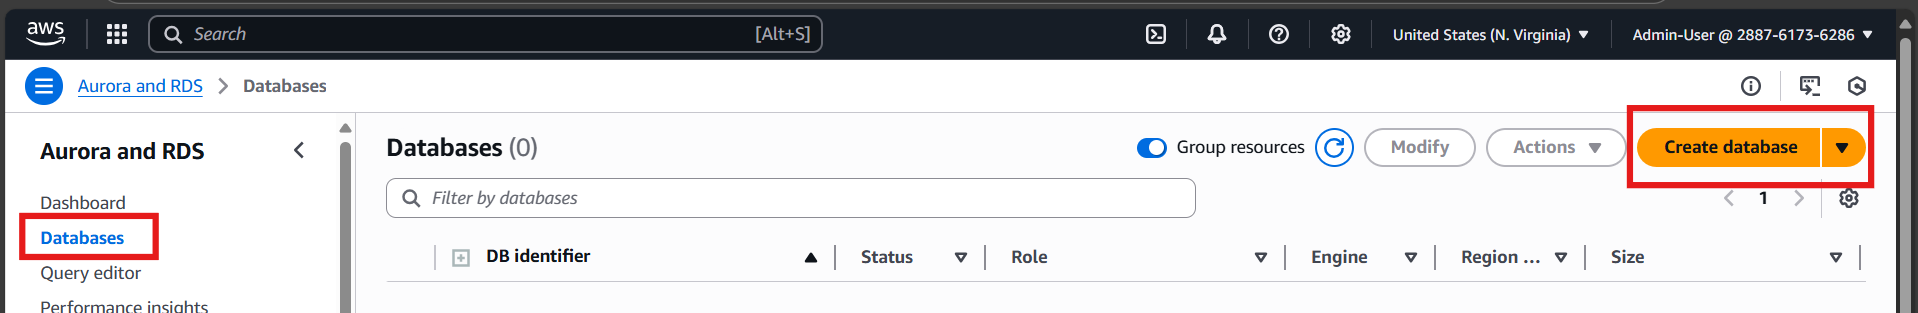 aws
Search [Alt+S]
United States (N. Virginia)
Admin-User @ 2887-6173-6286
Aurora and RDS
Databases
Aurora and RDS
Dashboard
Databases
Query editor
Performance insights
Databases (0)
Group resources
Modify
Actions
Create database
Filter by databases
1
DB identifier Status Role Engine Region ... Size